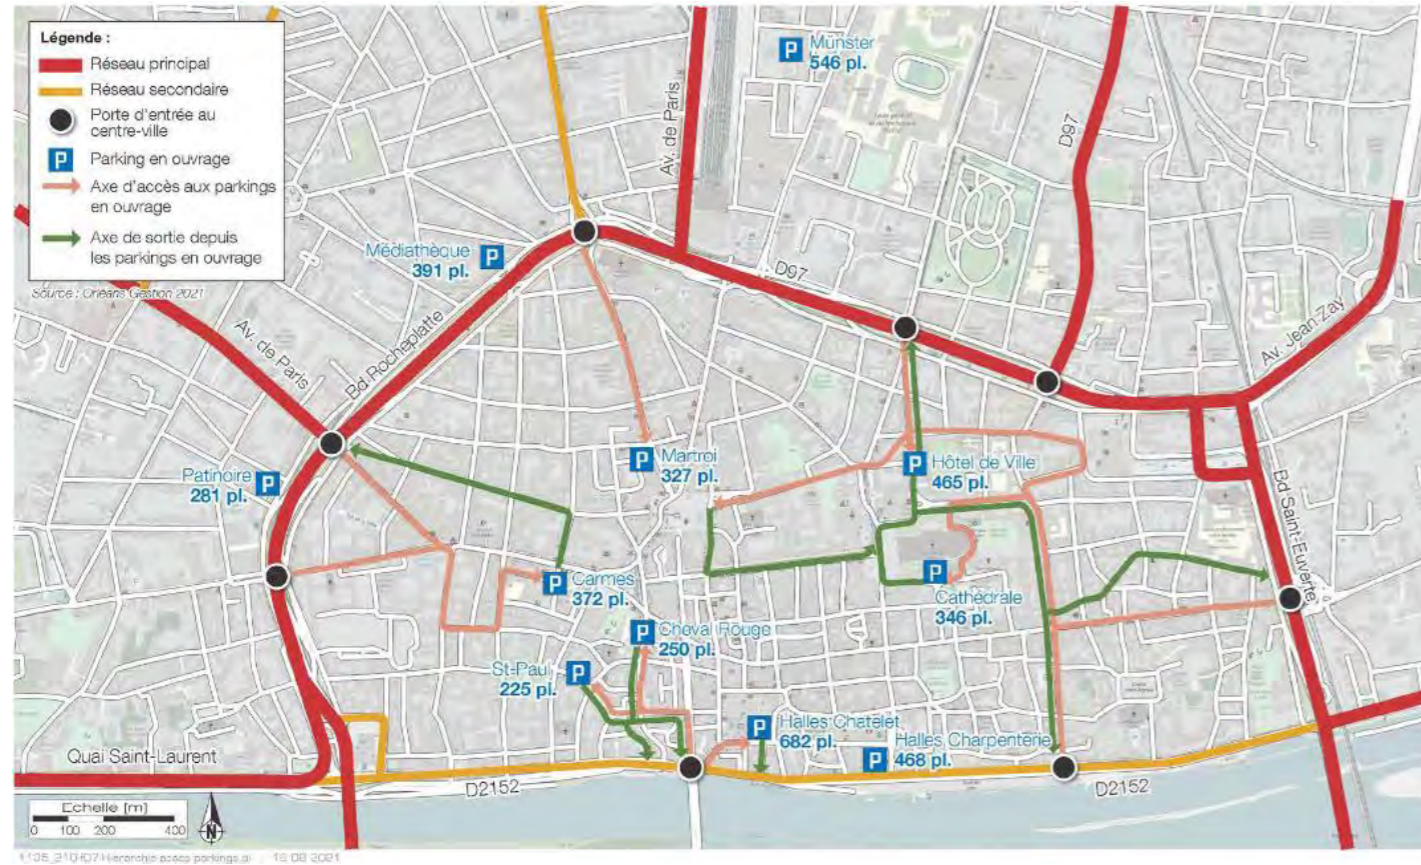 Légende :
Réseau principal
Réseau secondaire
Porte d'entrée au
centre-ville
P
Parking en ouvrage
Axe d'accès aux parkings
en ouvrage
Axe de sortie depuis
les parkings en ouvrage
Source : Orléans Gestion 2021
P
Munster
546 pl.
Av. de Paris
D97
Médiathèque
391 pl.
P
D97
Av. de Paris
Bd Rocheplatte
Av. Jean Zay
Patinoire
281 pl.
P
P
Martroi
327 pl.
P
Hôtel de Ville
465 pl.
Bd Saint-Euverte
P
Carmes
372 pl.
P
Cathédrale
346 pl.
P
Cheval Rouge
250 pl.
St-Paul
225 pl.
P
P
Halles Chatelet
682 pl.
Halles Charpenterie
468 pl.
P
Quai Saint-Laurent
D2152
D2152
Echelle [m]
0 100 200 400
N